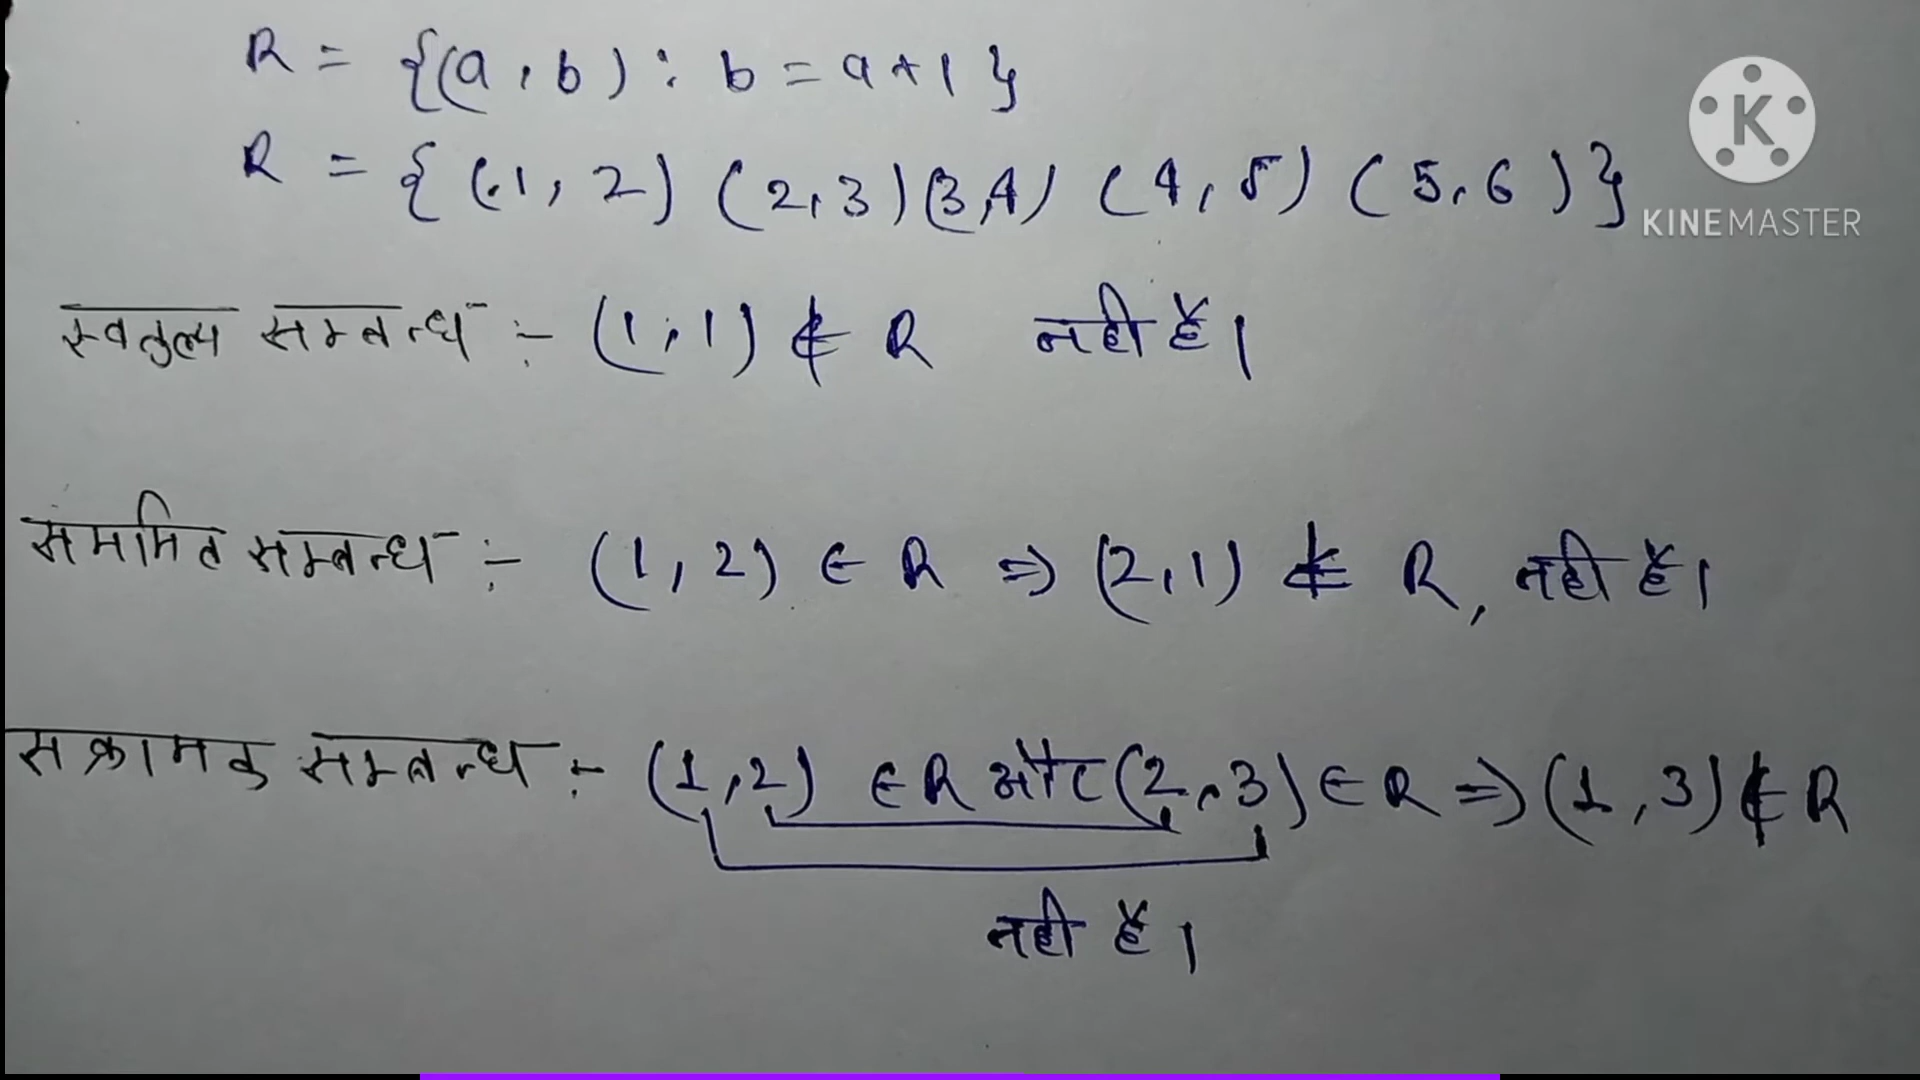 R = {(a, b) : b = a + 1}
R = {(1, 2) (2, 3) (3, 4) (4, 5) (5, 6)}
K
KINEMASTER
स्वतुल्य सम्बन्ध :- (1, 1) ∉ R नही हैं।
सममित सम्बन्ध :- (1, 2) ∈ R ⇒ (2, 1) ∉ R, नही हैं।
सक्रामक सम्बन्ध :- (1, 2) ∈ R और (2, 3) ∈ R ⇒ (1, 3) ∉ R
नही हैं।